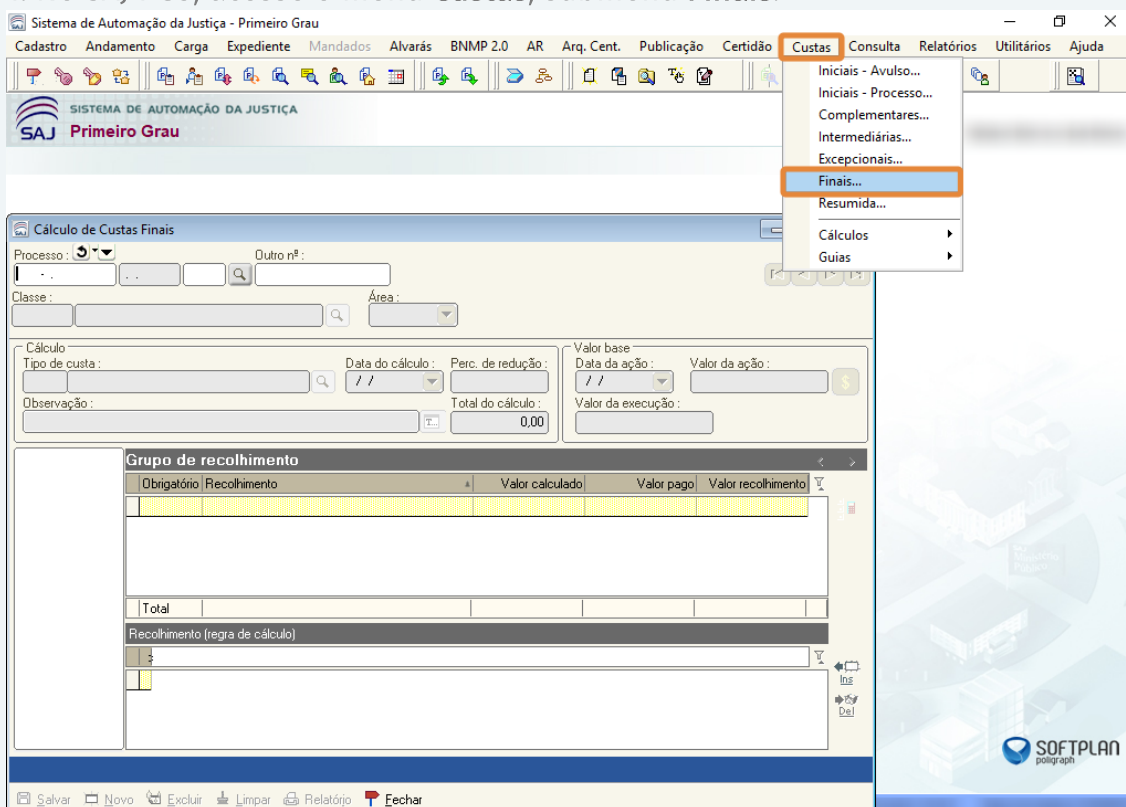 Sistema de Automação da Justiça - Primeiro Grau
Cadastro Andamento Carga Expediente Mandados Alvarás BNMP 2.0 AR Arq. Cent. Publicação Certidão Custas Consulta Relatórios Utilitários Ajuda
SISTEMA DE AUTOMAÇÃO DA JUSTIÇA
SAJ Primeiro Grau
Iniciais - Avulso...
Iniciais - Processo...
Complementares...
Intermediárias...
Excepcionais...
Finais...
Resumida...
Cálculos
Guias
Cálculo de Custas Finais
Processo : Outro nº :
Classe : Área :
Cálculo Valor base
Tipo de custa : Data do cálculo : Perc. de redução : Data da ação : Valor da ação :
/ / / /
Observação : Total do cálculo : Valor da execução :
T... 0,00
Grupo de recolhimento
Obrigatório Recolhimento Valor calculado Valor pago Valor recolhimento
Total
Recolhimento (regra de cálculo)
Ins
Del
SOFTPLAN
poligraph
Salvar Novo Excluir Limpar Relatório Fechar